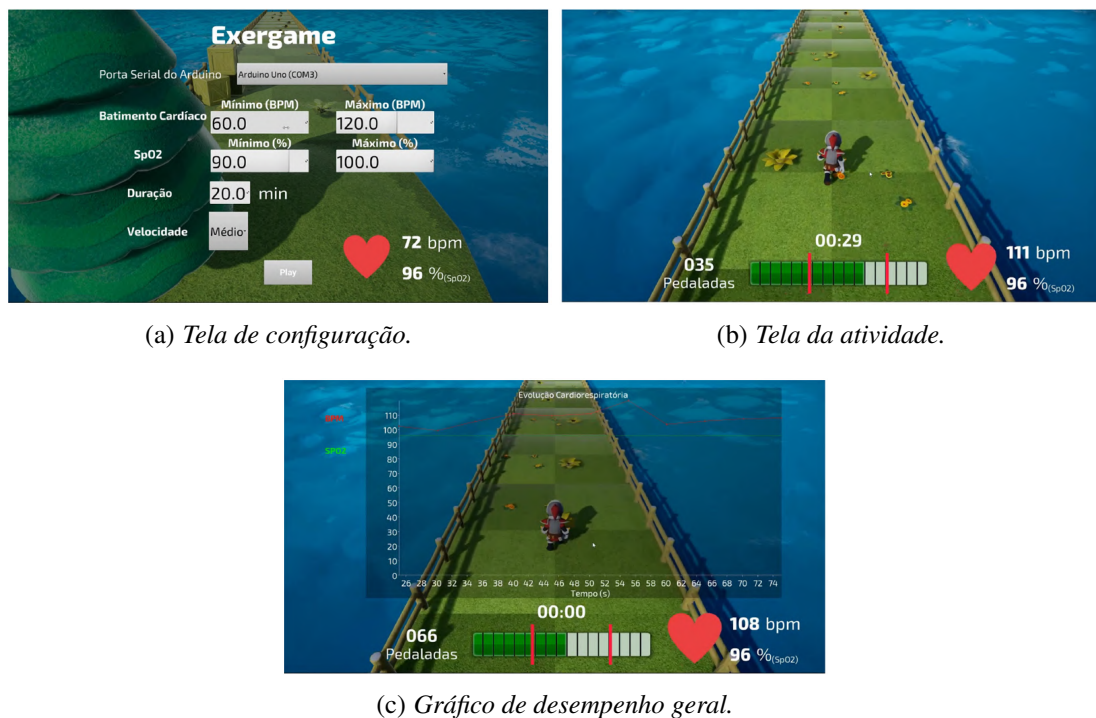 Exergame
Porta Serial do Arduino Arduino Uno (COM3)
Mínimo (BPM) Máximo (BPM)
Batimento Cardíaco 60.0 120.0
Mínimo (%) Máximo (%)
SpO2 90.0 100.0
Duração 20.0 min
Velocidade Médio
72 bpm
Play 96 %(SpO2)
(a) Tela de configuração.
00:29
035 111 bpm
Pedaladas 96 %(SpO2)
(b) Tela da atividade.
Evolução Cardiorespiratória
BPM
SPO2
110
100
90
80
70
60
50
40
30
20
10
0
26 28 30 32 34 36 38 40 42 44 46 48 50 52 54 56 58 60 62 64 66 68 70 72 74
Tempo (s)
00:00
066 108 bpm
Pedaladas 96 %(SpO2)
(c) Gráfico de desempenho geral.